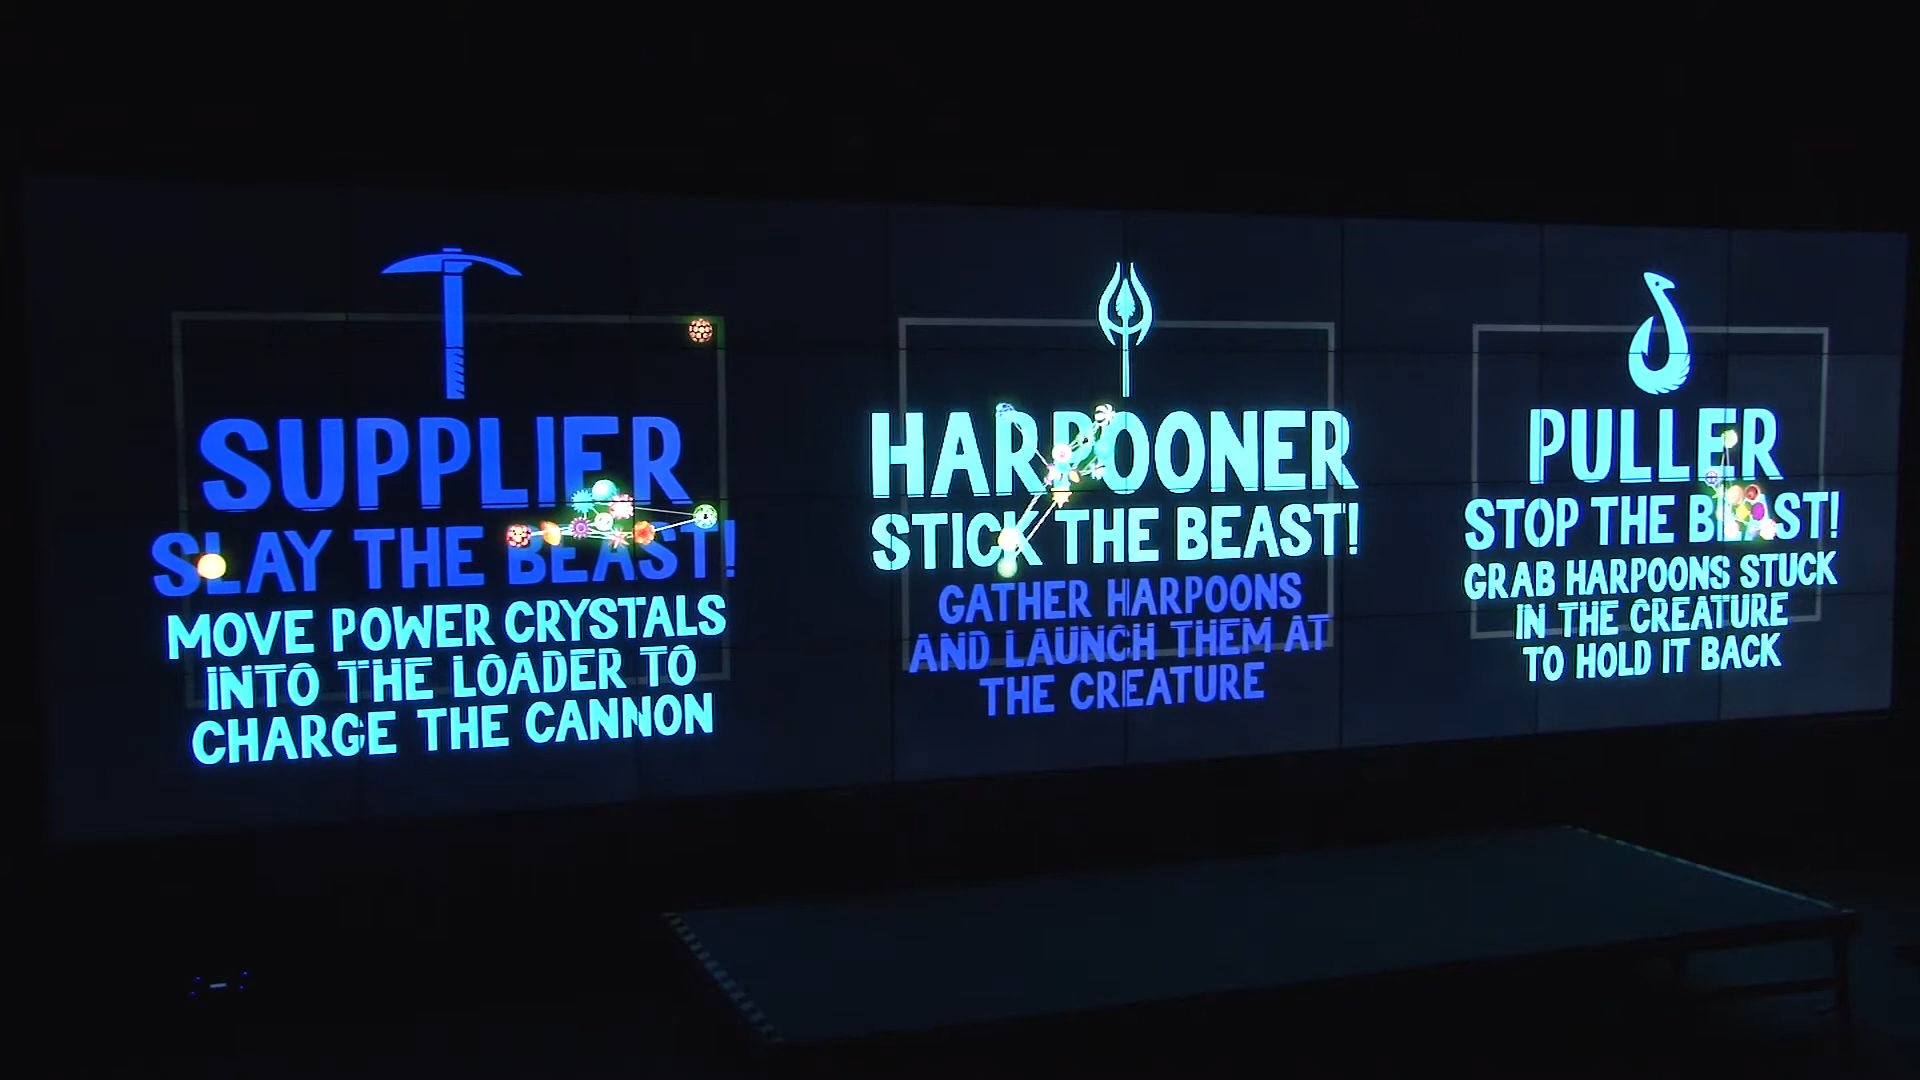 SUPPLIER
SLAY THE BEAST!
MOVE POWER CRYSTALS
INTO THE LOADER TO
CHARGE THE CANNON
HARPOONER
STICK THE BEAST!
GATHER HARPOONS
AND LAUNCH THEM AT
THE CREATURE
PULLER
STOP THE BEAST!
GRAB HARPOONS STUCK
IN THE CREATURE
TO HOLD IT BACK